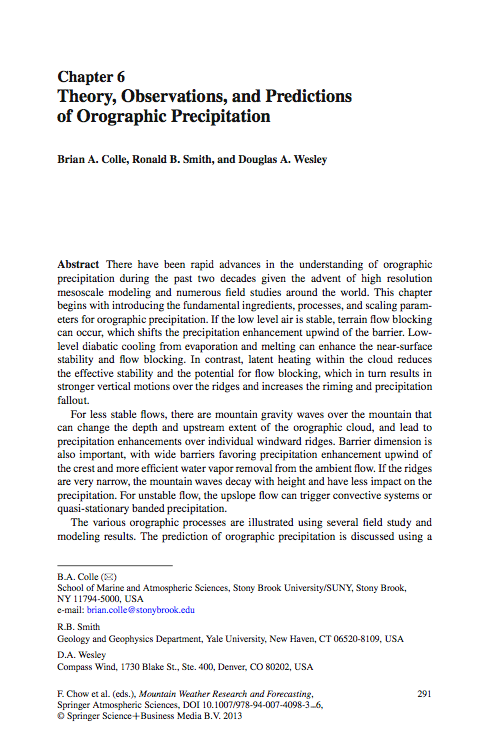 Chapter 6
Theory, Observations, and Predictions
of Orographic Precipitation
Brian A. Colle, Ronald B. Smith, and Douglas A. Wesley
Abstract There have been rapid advances in the understanding of orographic
precipitation during the past two decades given the advent of high resolution
mesoscale modeling and numerous field studies around the world. This chapter
begins with introducing the fundamental ingredients, processes, and scaling param-
eters for orographic precipitation. If the low level air is stable, terrain flow blocking
can occur, which shifts the precipitation enhancement upwind of the barrier. Low-
level diabatic cooling from evaporation and melting can enhance the near-surface
stability and flow blocking. In contrast, latent heating within the cloud reduces
the effective stability and the potential for flow blocking, which in turn results in
stronger vertical motions over the ridges and increases the riming and precipitation
fallout.
For less stable flows, there are mountain gravity waves over the mountain that
can change the depth and upstream extent of the orographic cloud, and lead to
precipitation enhancements over individual windward ridges. Barrier dimension is
also important, with wide barriers favoring precipitation enhancement upwind of
the crest and more efficient water vapor removal from the ambient flow. If the ridges
are very narrow, the mountain waves decay with height and have less impact on the
precipitation. For unstable flow, the upslope flow can trigger convective systems or
quasi-stationary banded precipitation.
The various orographic processes are illustrated using several field study and
modeling results. The prediction of orographic precipitation is discussed using a
B.A. Colle (✉)
School of Marine and Atmospheric Sciences, Stony Brook University/SUNY, Stony Brook,
NY 11794-5000, USA
e-mail: brian.colle@stonybrook.edu
R.B. Smith
Geology and Geophysics Department, Yale University, New Haven, CT 06520-8109, USA
D.A. Wesley
Compass Wind, 1730 Blake St., Ste. 400, Denver, CO 80202, USA
F. Chow et al. (eds.), Mountain Weather Research and Forecasting, 291
Springer Atmospheric Sciences, DOI 10.1007/978-94-007-4098-3_6,
© Springer Science+Business Media B.V. 2013